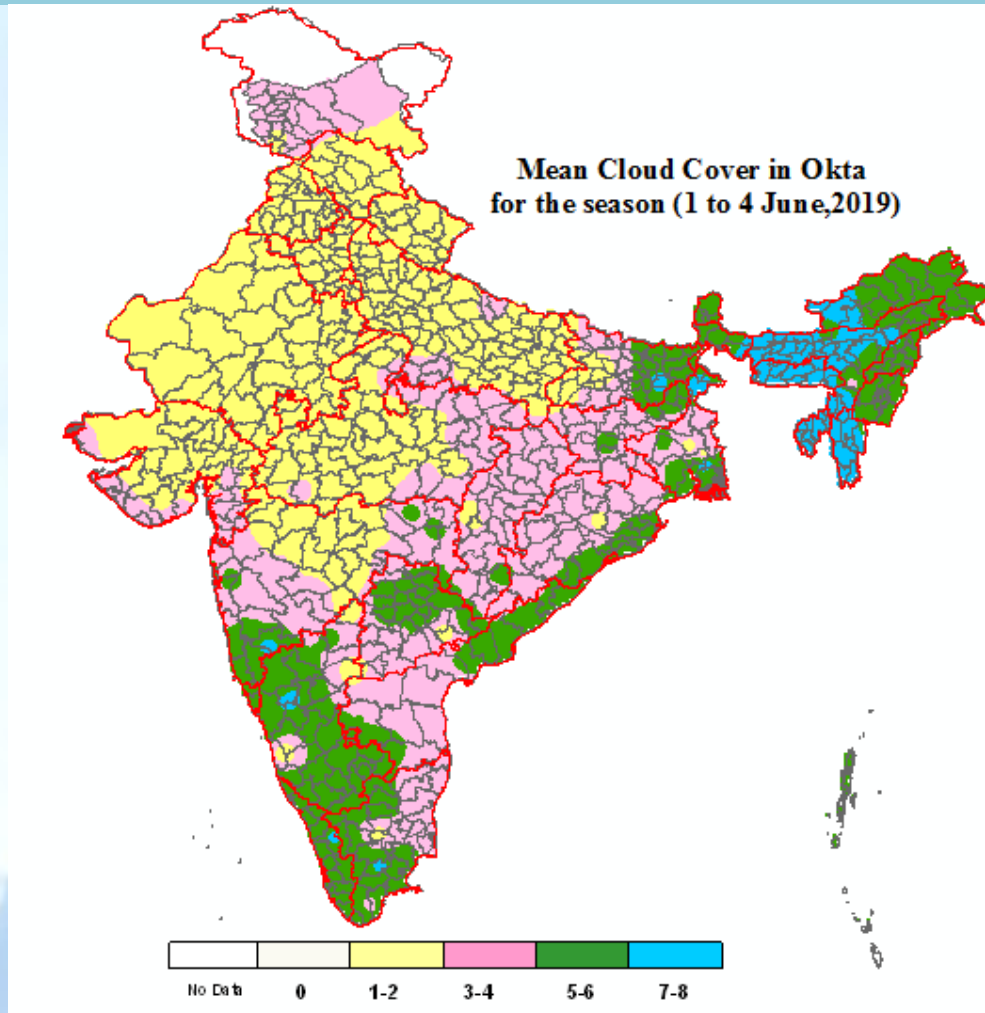 Mean Cloud Cover in Okta
for the season (1 to 4 June,2019)
No Data 0 1-2 3-4 5-6 7-8